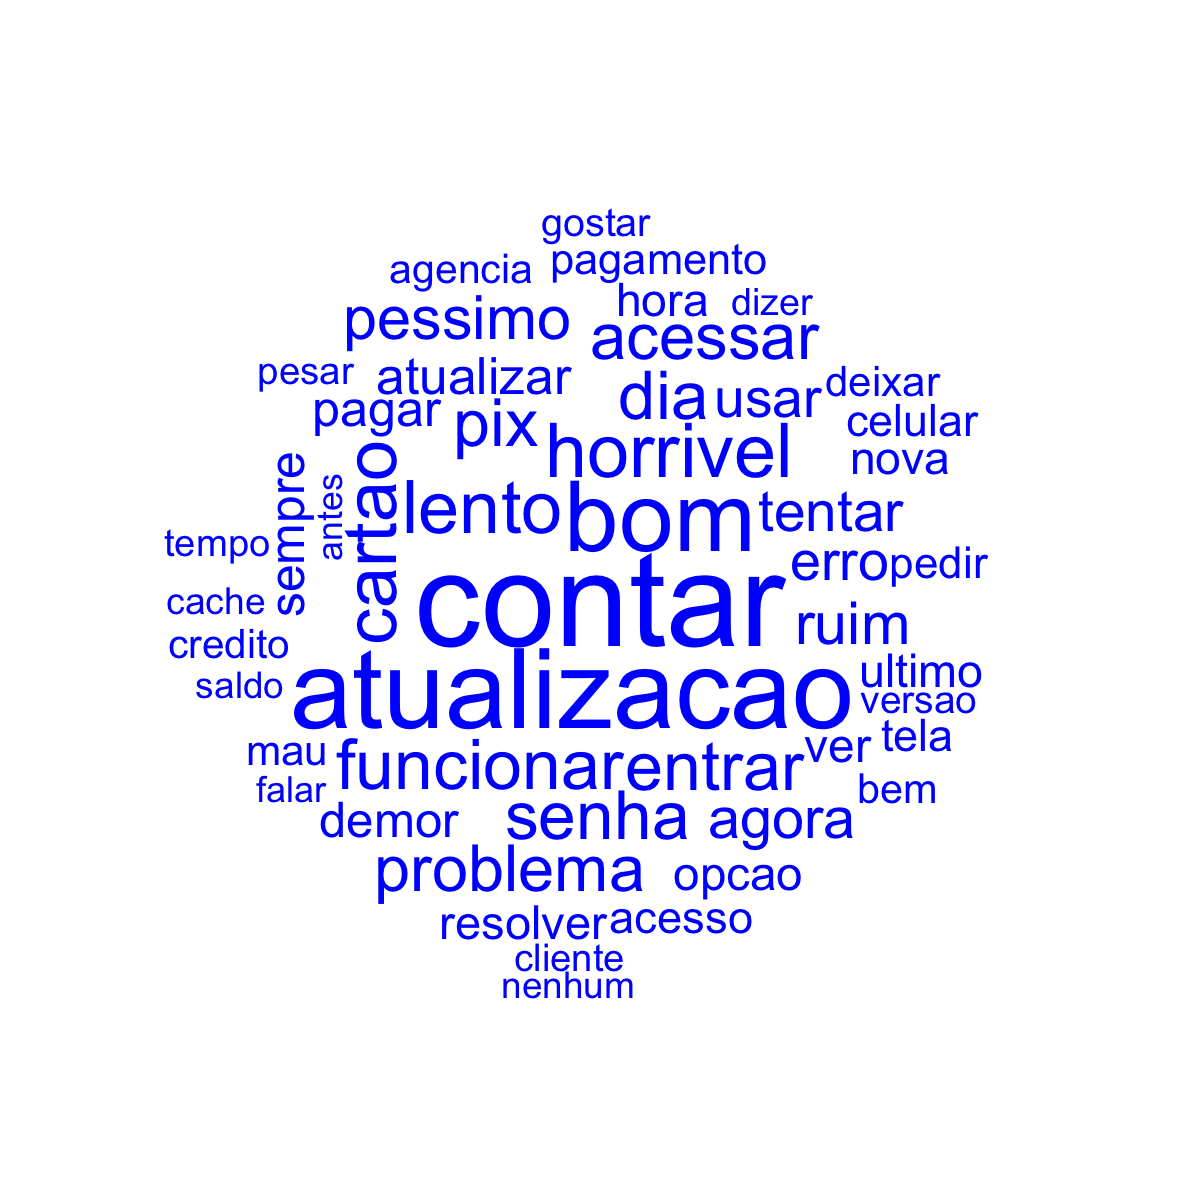 gostar
agencia pagamento
hora dizer
pessimo acessar
pesar atualizar dia usar deixar
pagar pix celular
horrivel nova
sempre antes cartao lento bom tentar
tempo erro pedir
cache contar ruim
credito ultimo
saldo atualizacao versao
mau funcionar entrar ver tela
falar bem
demor senha agora
problema opcao
resolver acesso
cliente
nenhum